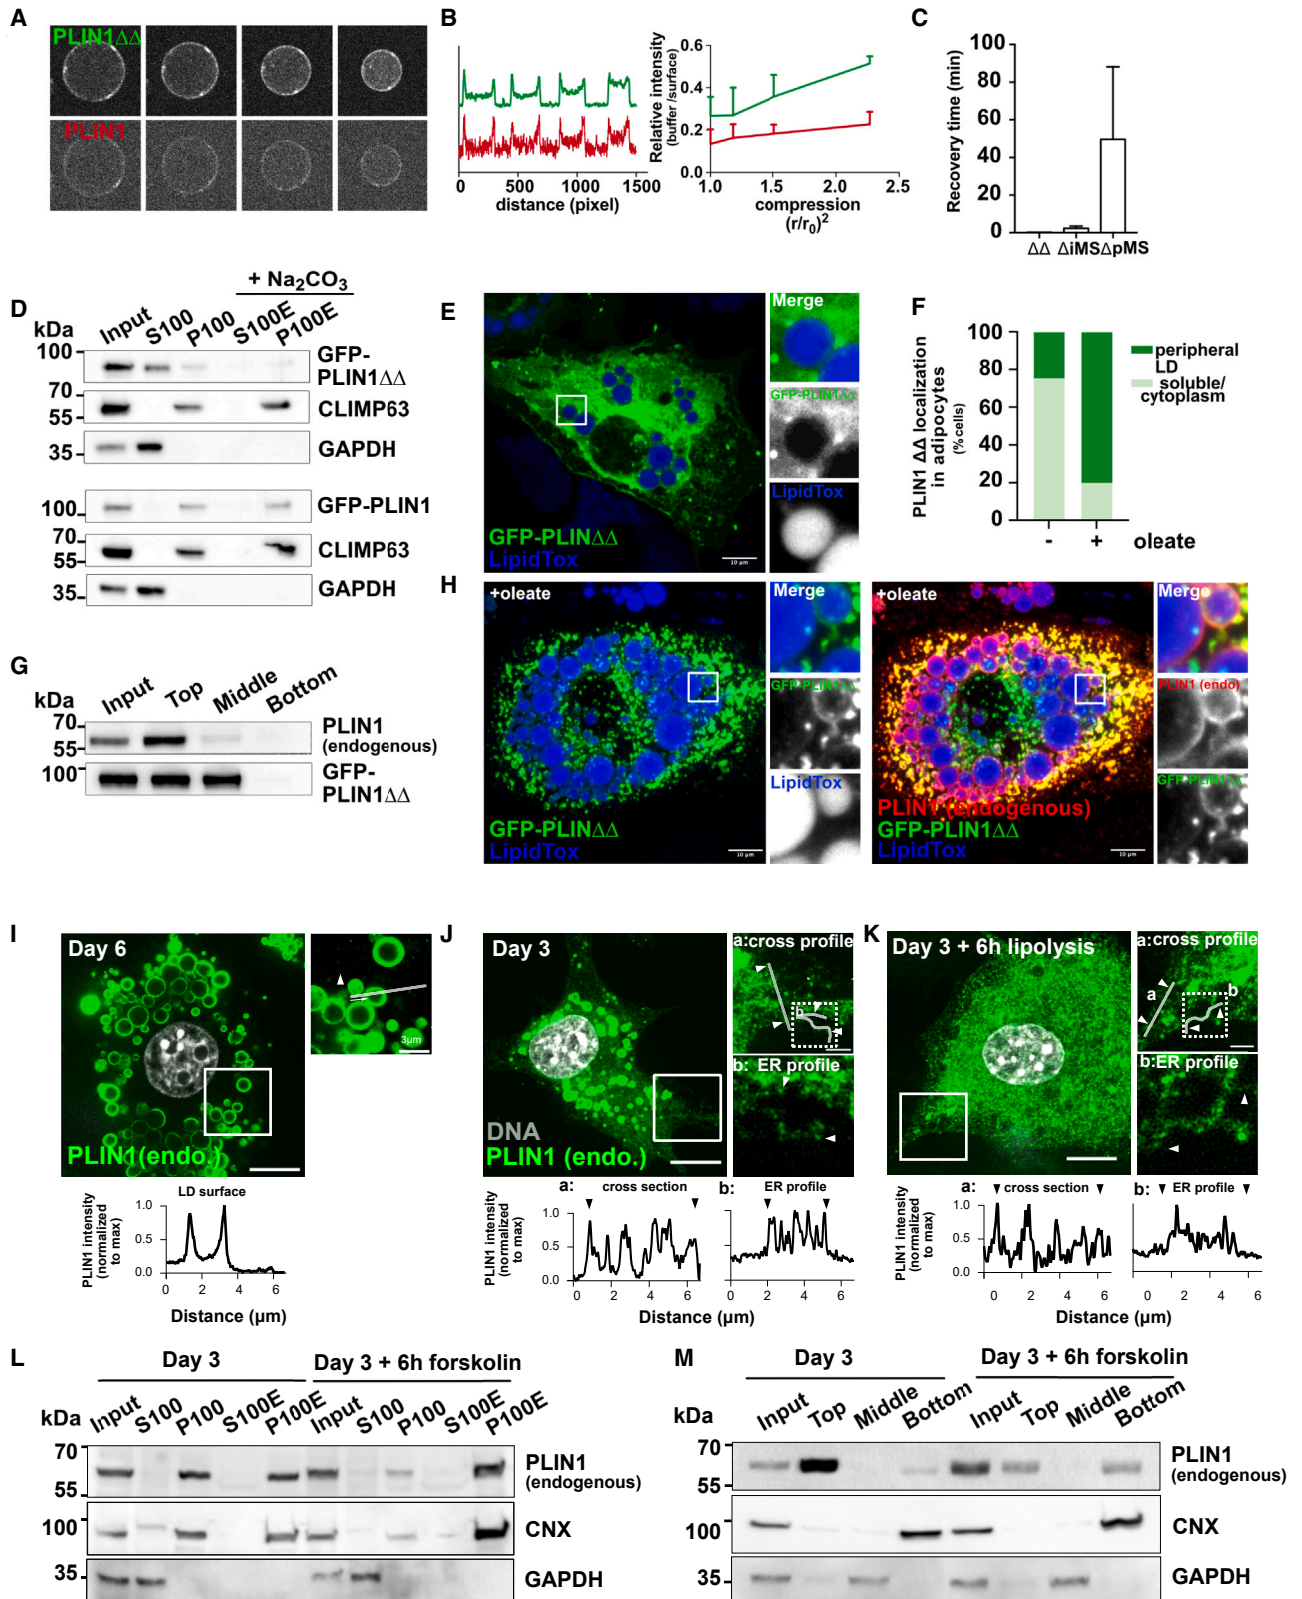 A
PLIN1ΔΔ
PLIN1
B
0.6
0.4
0.2
0.0
Relative intensity
(buffer /surface)
0 500 1000 1500
distance (pixel)
1.0 1.5 2.0 2.5
compression
(r/r₀)²
C
100
80
60
40
20
0
Recovery time (min)
ΔΔ ΔiMS ΔpMS
D
+ Na₂CO₃
kDa
Input S100 P100 S100E P100E
100
GFP-
PLIN1ΔΔ
70
55
CLIMP63
35
GAPDH
100
GFP-PLIN1
70
55
CLIMP63
35
GAPDH
E
GFP-PLINΔΔ
LipidTox
10 µm
Merge
GFP-PLIN1ΔΔ
LipidTox
F
100
80
60
40
20
0
PLIN1 ΔΔ localization
in adipocytes
(% cells)
- + oleate
peripheral
LD
soluble/
cytoplasm
G
Input Top Middle Bottom
70
55
PLIN1
(endogenous)
100
GFP-
PLIN1ΔΔ
H
+oleate
GFP-PLINΔΔ
LipidTox
10 µm
Merge
GFP-PLIN1ΔΔ
LipidTox
+oleate
PLIN1 (endogenous)
GFP-PLIN1ΔΔ
LipidTox
10 µm
Merge
PLIN1 (endo)
GFP-PLIN1ΔΔ
I
Day 6
PLIN1(endo.)
3µm
LD surface
PLIN1 intensity
(normalized
to max)
1.0
0.5
0.0
0 2 4 6
Distance (µm)
J
Day 3
DNA
PLIN1 (endo.)
a:cross profile
b
b: ER profile
a: cross section
b: ER profile
PLIN1 intensity
(normalized
to max)
1.0
0.5
0
0 2 4 6
0 2 4 6
Distance (µm)
K
Day 3 + 6h lipolysis
a:cross profile
a
b
b:ER profile
a: cross section
b: ER profile
PLIN1 intensity
(normalized
to max)
1.0
0.5
0.0
0 2 4 6
0 2 4 6
Distance (µm)
L
Day 3
Day 3 + 6h forskolin
kDa
Input S100 P100 S100E P100E Input S100 P100 S100E P100E
70
55
PLIN1
(endogenous)
100
CNX
35
GAPDH
M
Day 3
Day 3 + 6h forskolin
kDa
Input Top Middle Bottom Input Top Middle Bottom
70
55
PLIN1
(endogenous)
100
CNX
35
GAPDH